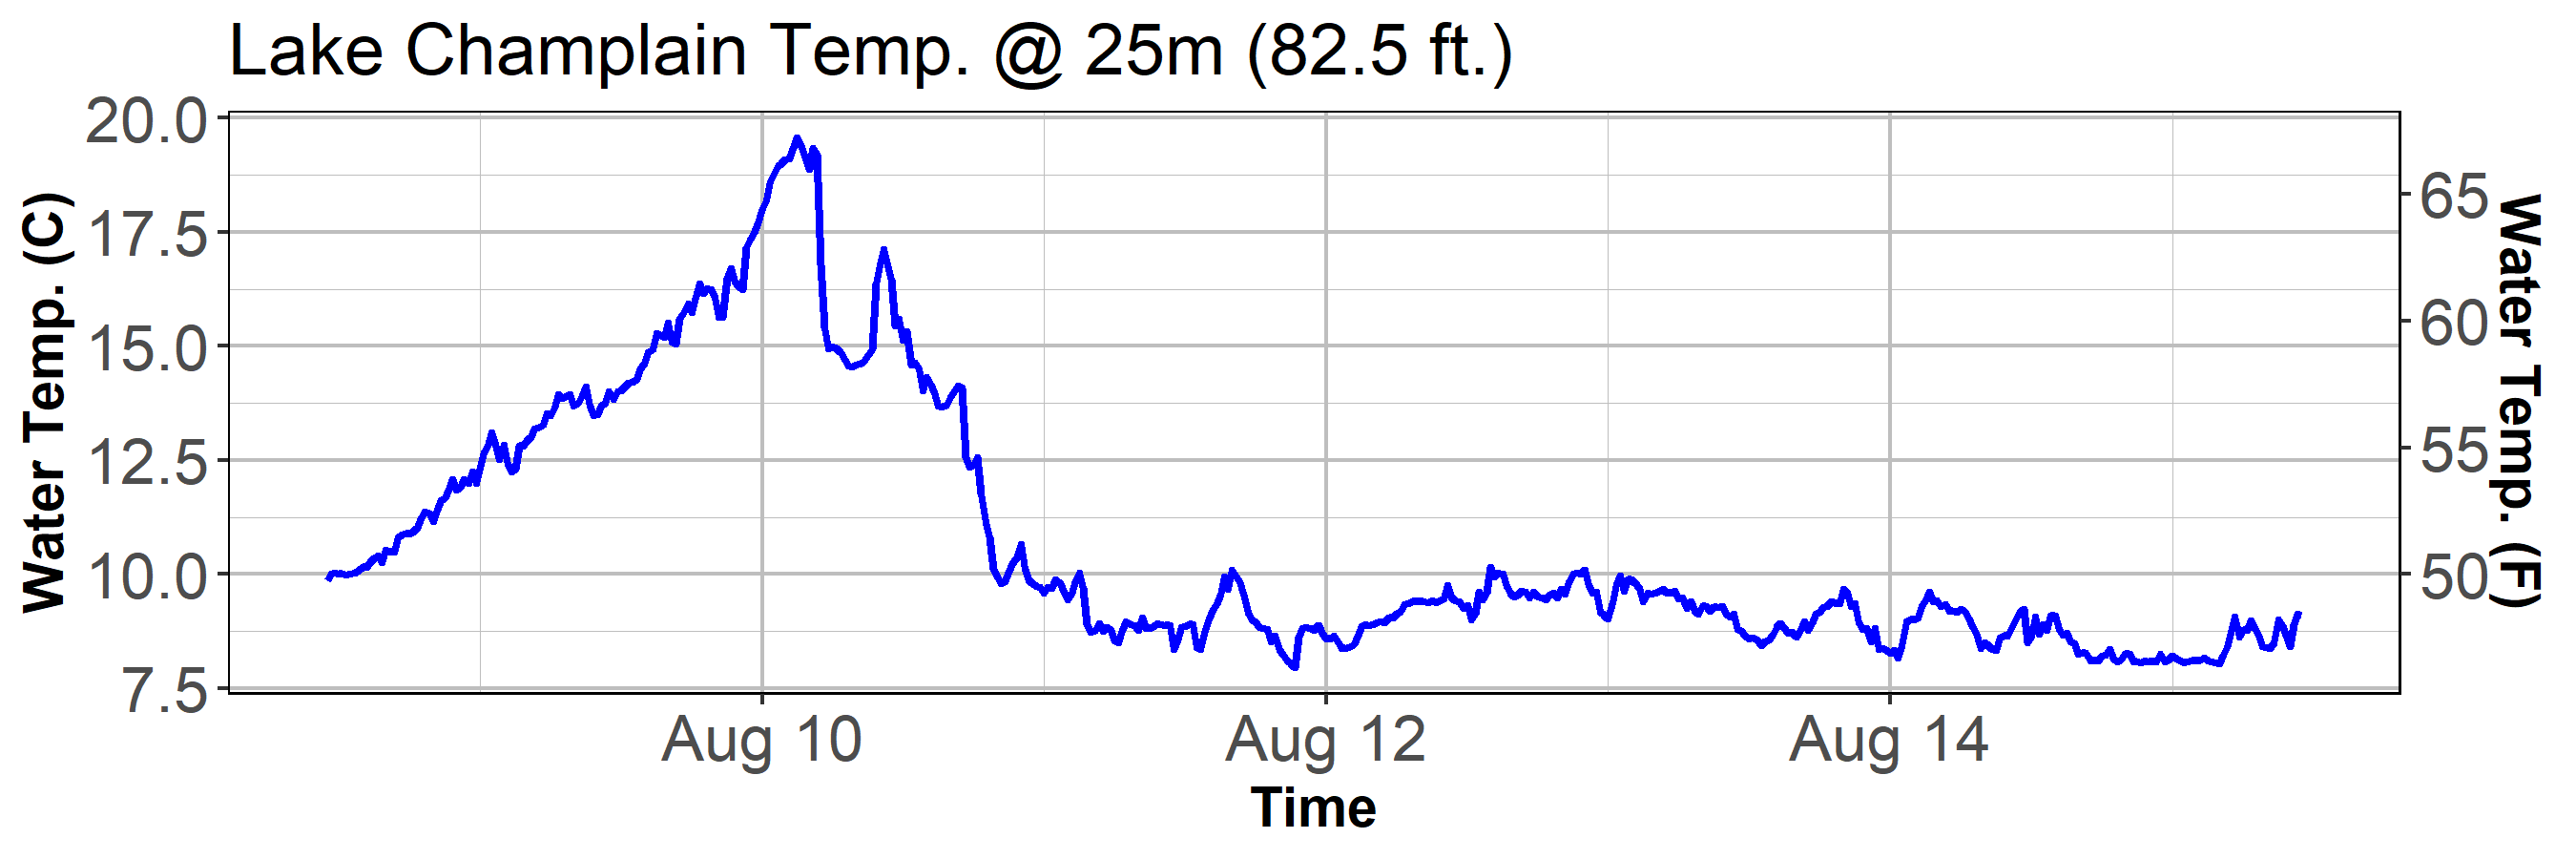 Lake Champlain Temp. @ 25m (82.5 ft.)
Water Temp. (C)
20.0
17.5
15.0
12.5
10.0
7.5
65
60
55
50
Water Temp. (F)
Aug 10 Aug 12 Aug 14
Time